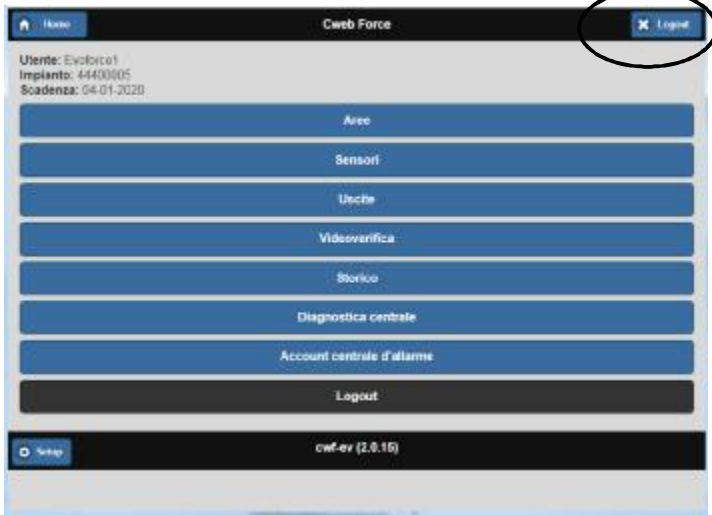 Home
Cweb Force
Logout
Utente: Evoforce1
Impianto: 44400005
Scadenza: 04-01-2020
Aree
Sensori
Uscite
Videoverifica
Storico
Diagnostica centrale
Account centrale d'allarme
Logout
Setup
cwf-ev (2.0.15)